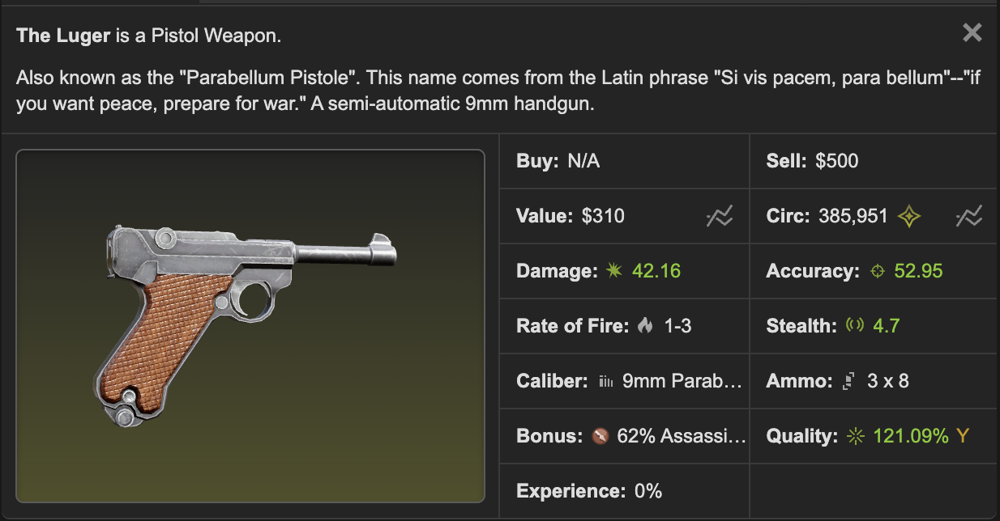 The Luger is a Pistol Weapon.
Also known as the "Parabellum Pistole". This name comes from the Latin phrase "Si vis pacem, para bellum"--"if
you want peace, prepare for war." A semi-automatic 9mm handgun.
Buy: N/A
Sell: $500
Value: $310
Circ: 385,951
Damage: 42.16
Accuracy: 52.95
Rate of Fire: 1-3
Stealth: 4.7
Caliber: 9mm Parab...
Ammo: 3 x 8
Bonus: 62% Assassi...
Quality: 121.09% Y
Experience: 0%